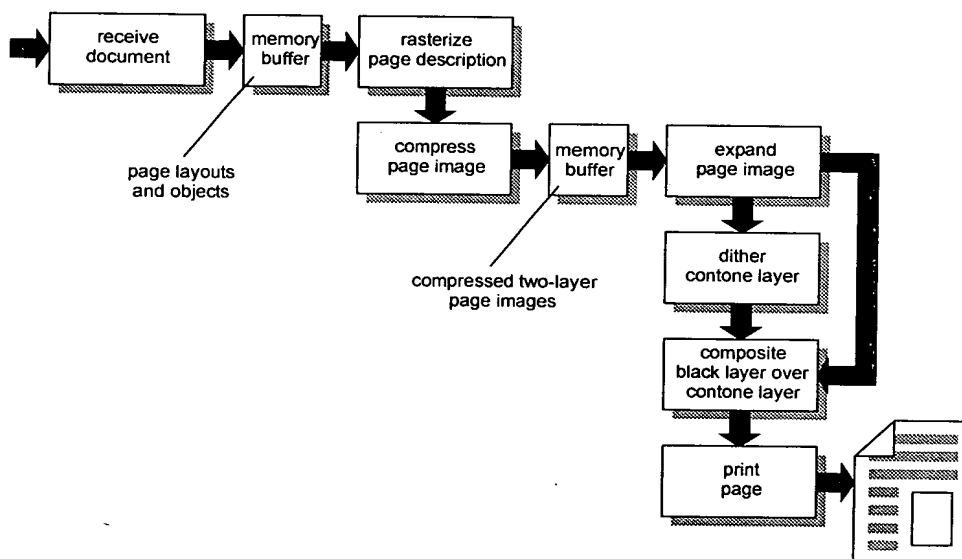 receive
document
memory
buffer
rasterize
page description
page layouts
and objects
compress
page image
memory
buffer
expand
page image
compressed two-layer
page images
dither
contone layer
composite
black layer over
contone layer
print
page